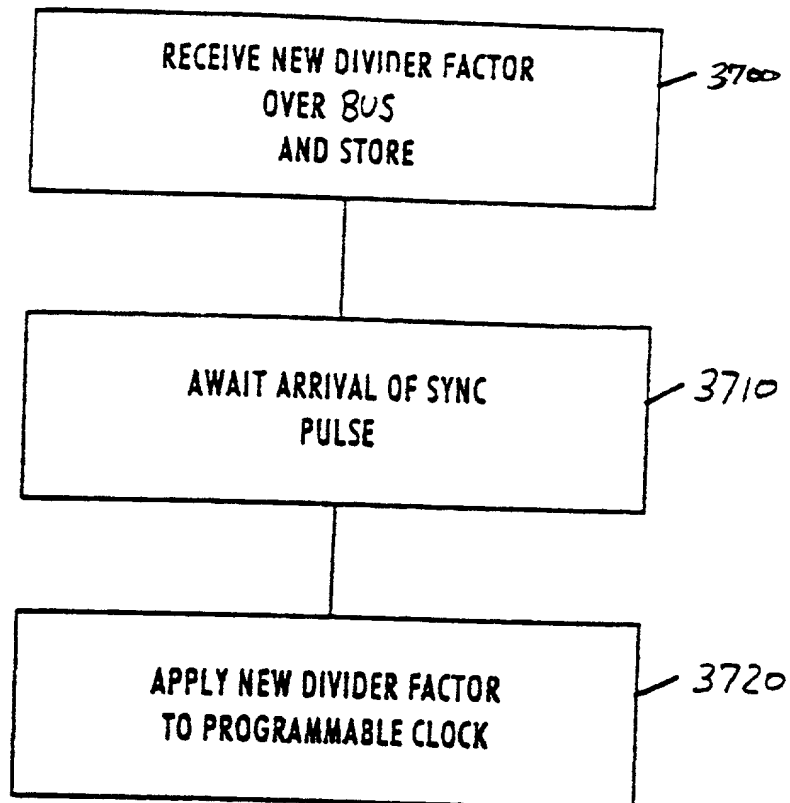 RECEIVE NEW DIVIDER FACTOR
OVER BUS
AND STORE
3700
AWAIT ARRIVAL OF SYNC
PULSE
3710
APPLY NEW DIVIDER FACTOR
TO PROGRAMMABLE CLOCK
3720